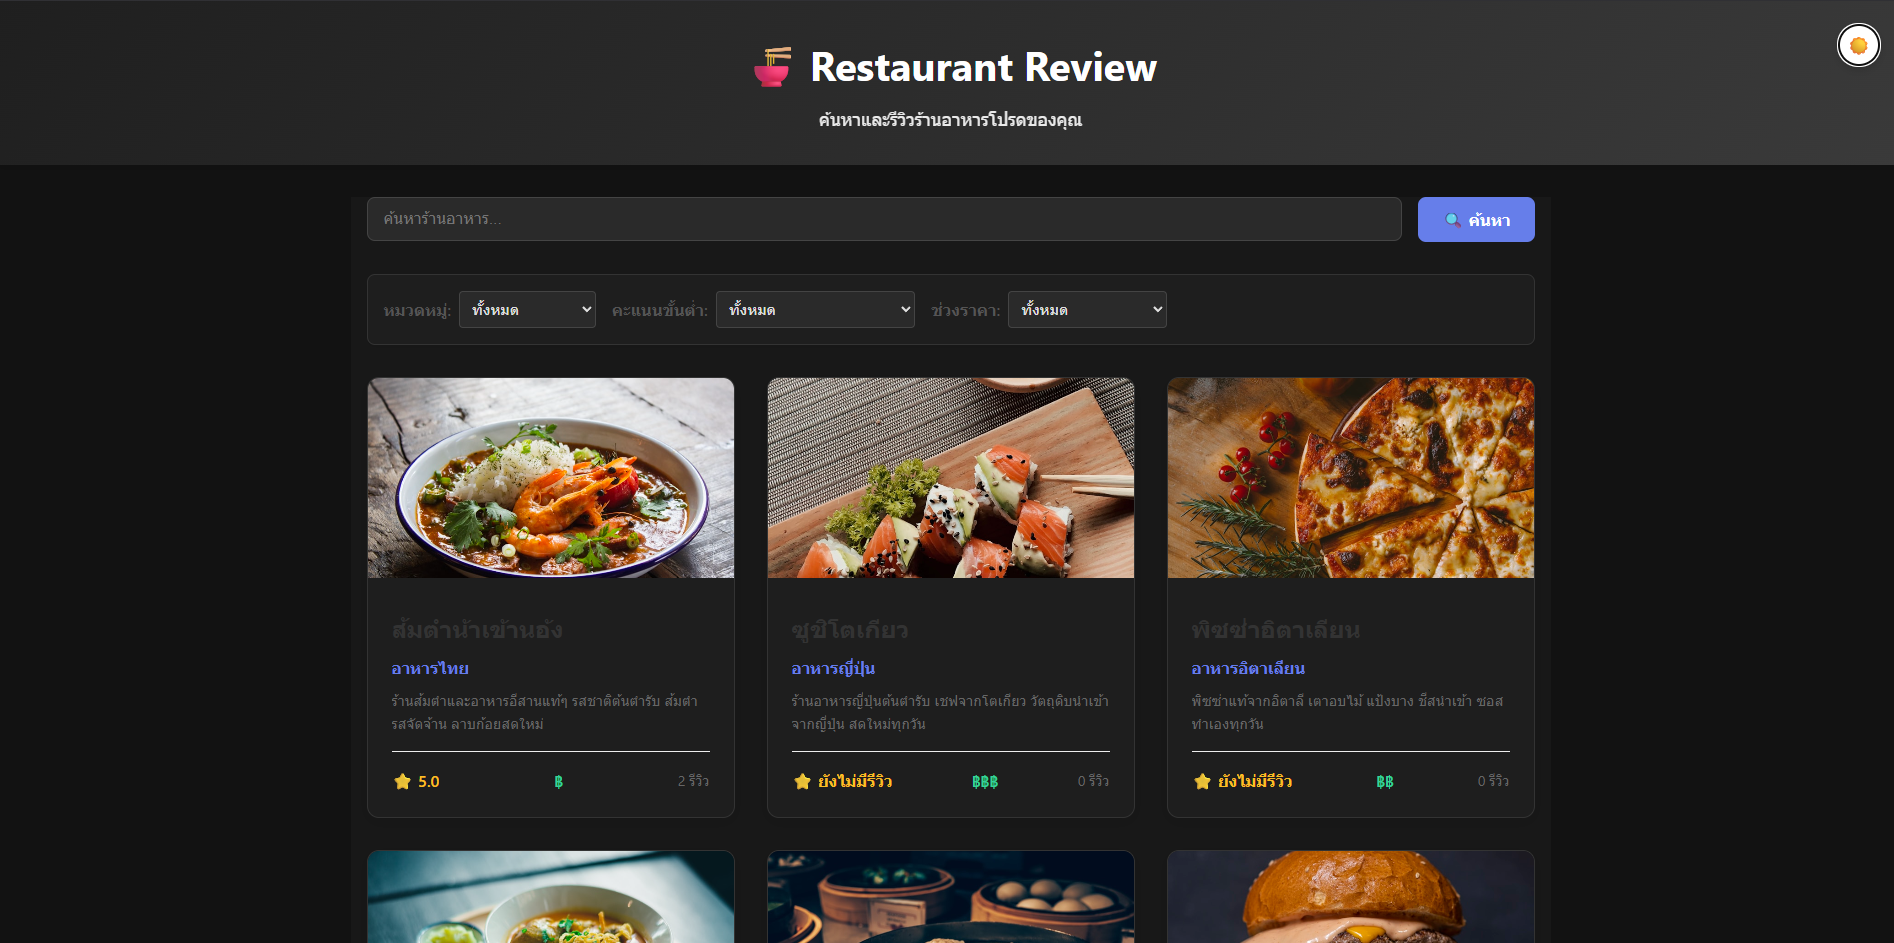 Restaurant Review
ค้นหาและรีวิวร้านอาหารโปรดของคุณ
ค้นหาร้านอาหาร...
ค้นหา
หมวดหมู่: ทั้งหมด คะแนนขั้นต่ำ: ทั้งหมด ช่วงราคา: ทั้งหมด
ส้มตำน้าเข้านอ้ง
อาหารไทย
ร้านส้มตำและอาหารอีสานแท้ๆ รสชาติต้นตำรับ ส้มตำ
รสจัดจ้าน ลาบก้อยสดใหม่
5.0 ฿ 2 รีวิว
ซูชิโตเกียว
อาหารญี่ปุ่น
ร้านอาหารญี่ปุ่นต้นตำรับ เชฟจากโตเกียว วัตถุดิบนำเข้า
จากญี่ปุ่น สดใหม่ทุกวัน
ยังไม่มีรีวิว ฿฿฿ 0 รีวิว
พิซซ่าอิตาเลียน
อาหารอิตาเลียน
พิซซ่าแท้จากอิตาลี เตาอบไม้ แป้งบาง ชีสนำเข้า ซอส
ทำเองทุกวัน
ยังไม่มีรีวิว ฿฿ 0 รีวิว